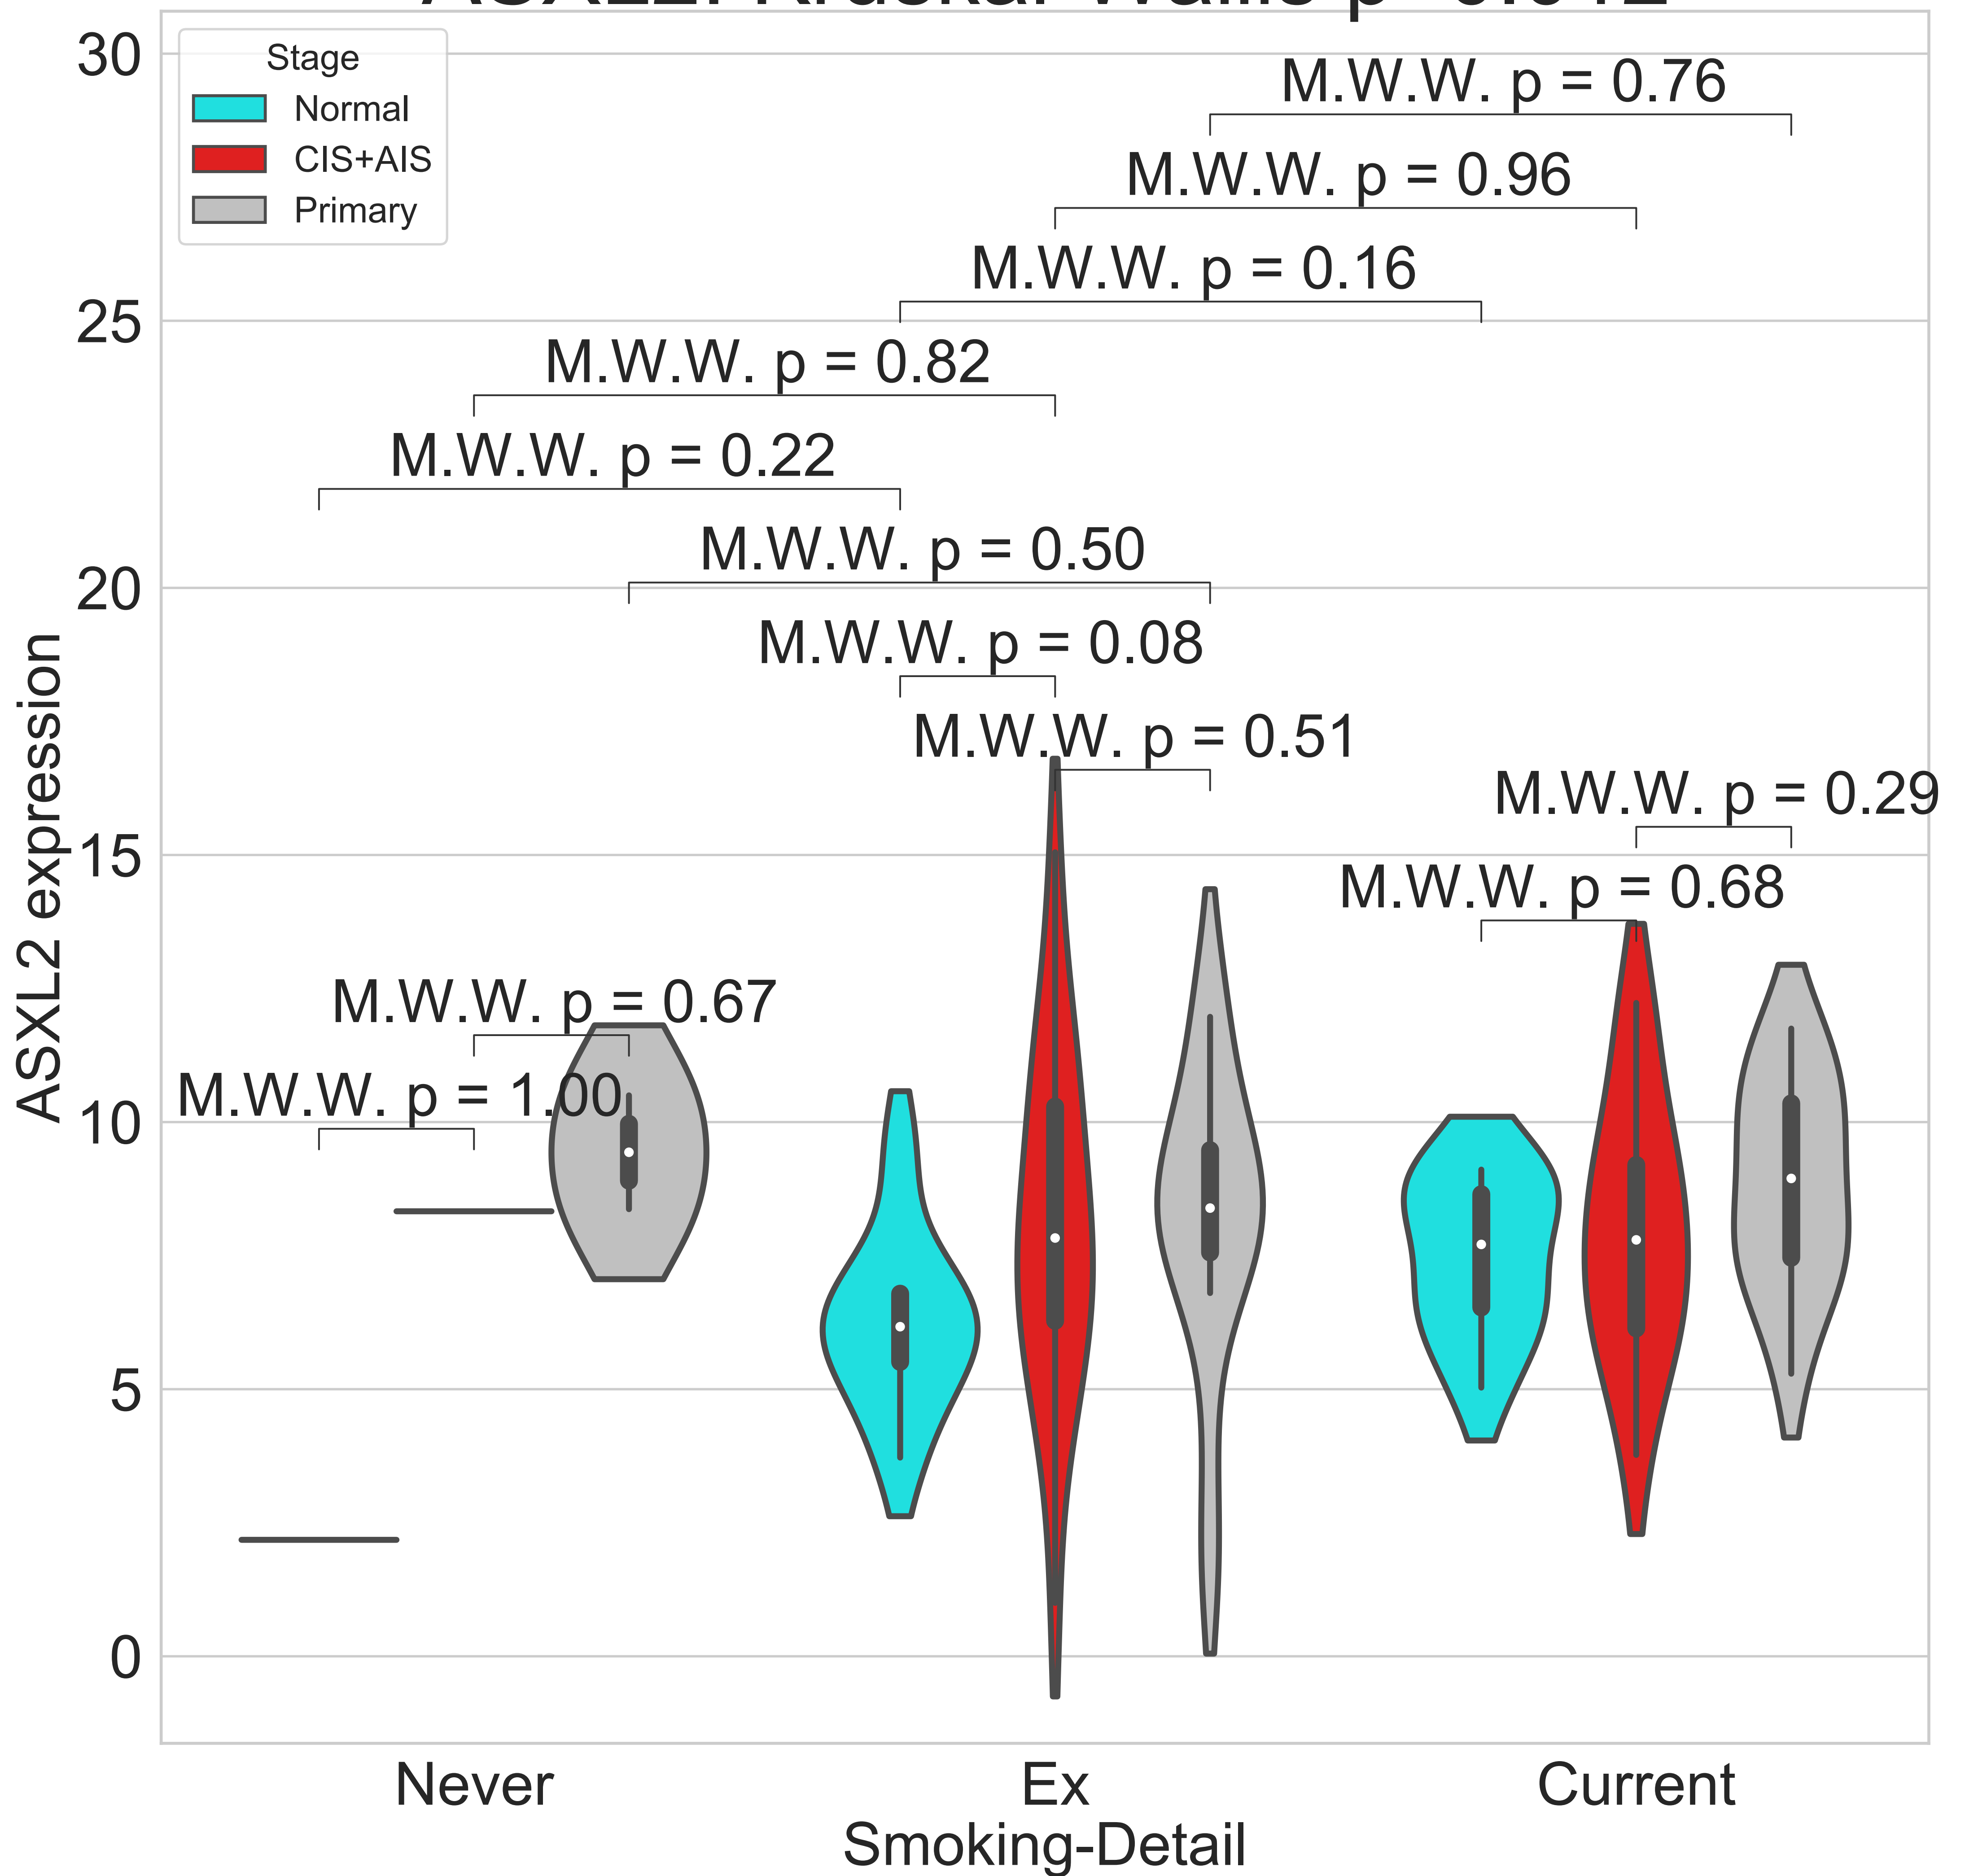 30
25
20
15
10
5
0
ASXL2 expression
Stage
Normal
CIS+AIS
Primary
M.W.W. p = 0.76
M.W.W. p = 0.96
M.W.W. p = 0.16
M.W.W. p = 0.82
M.W.W. p = 0.22
M.W.W. p = 0.50
M.W.W. p = 0.08
M.W.W. p = 0.51
M.W.W. p = 0.29
M.W.W. p = 0.68
M.W.W. p = 0.67
M.W.W. p = 1.00
Never
Ex
Current
Smoking-Detail